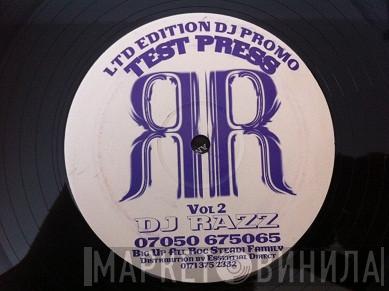 LTD EDITION DJ PROMO
TEST PRESS
RR
VOL 2
DJ RAZZ
07050 675065
BIG UP ALL ROC STEADI FAMILY
DISTRIBUTION BY ESSENTIAL DIRECT
0171 375 2332
МАРКЕТ ВИНИЛА